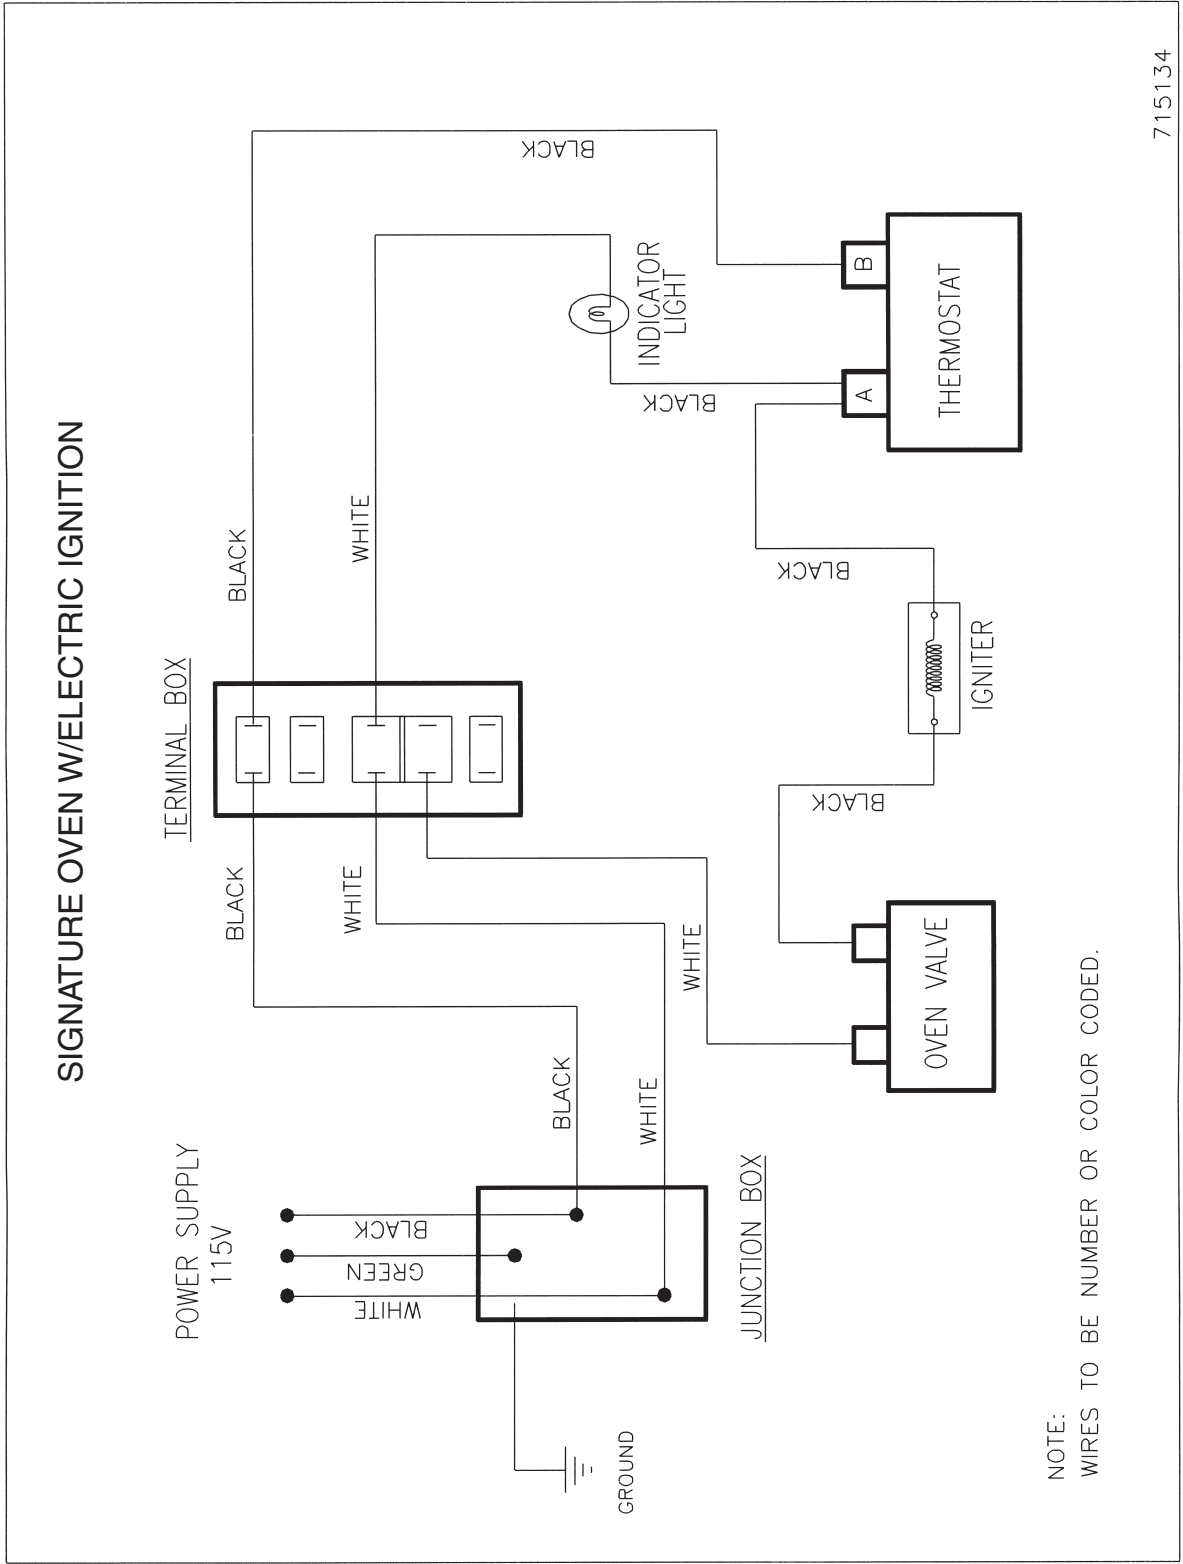 SIGNATURE OVEN W/ELECTRIC IGNITION
POWER SUPPLY
115V
BLACK
GREEN
WHITE
JUNCTION BOX
GROUND
BLACK
WHITE
BLACK
WHITE
WHITE
TERMINAL BOX
BLACK
WHITE
BLACK
INDICATOR
LIGHT
BLACK
BLACK
BLACK
IGNITER
A
B
THERMOSTAT
OVEN VALVE
NOTE:
WIRES TO BE NUMBER OR COLOR CODED.
715134